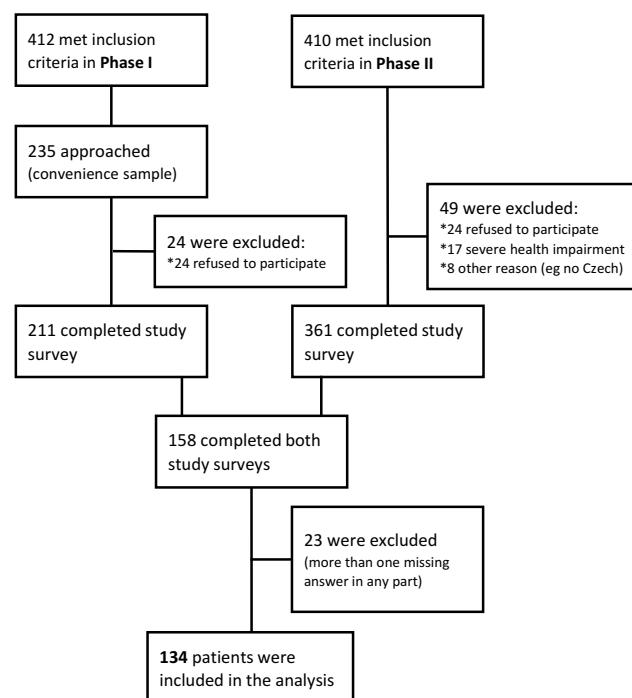 412 met inclusion
criteria in Phase I
410 met inclusion
criteria in Phase II
235 approached
(convenience sample)
49 were excluded:
*24 refused to participate
*17 severe health impairment
*8 other reason (eg no Czech)
24 were excluded:
*24 refused to participate
211 completed study
survey
361 completed study
survey
158 completed both
study surveys
23 were excluded
(more than one missing
answer in any part)
134 patients were
included in the analysis